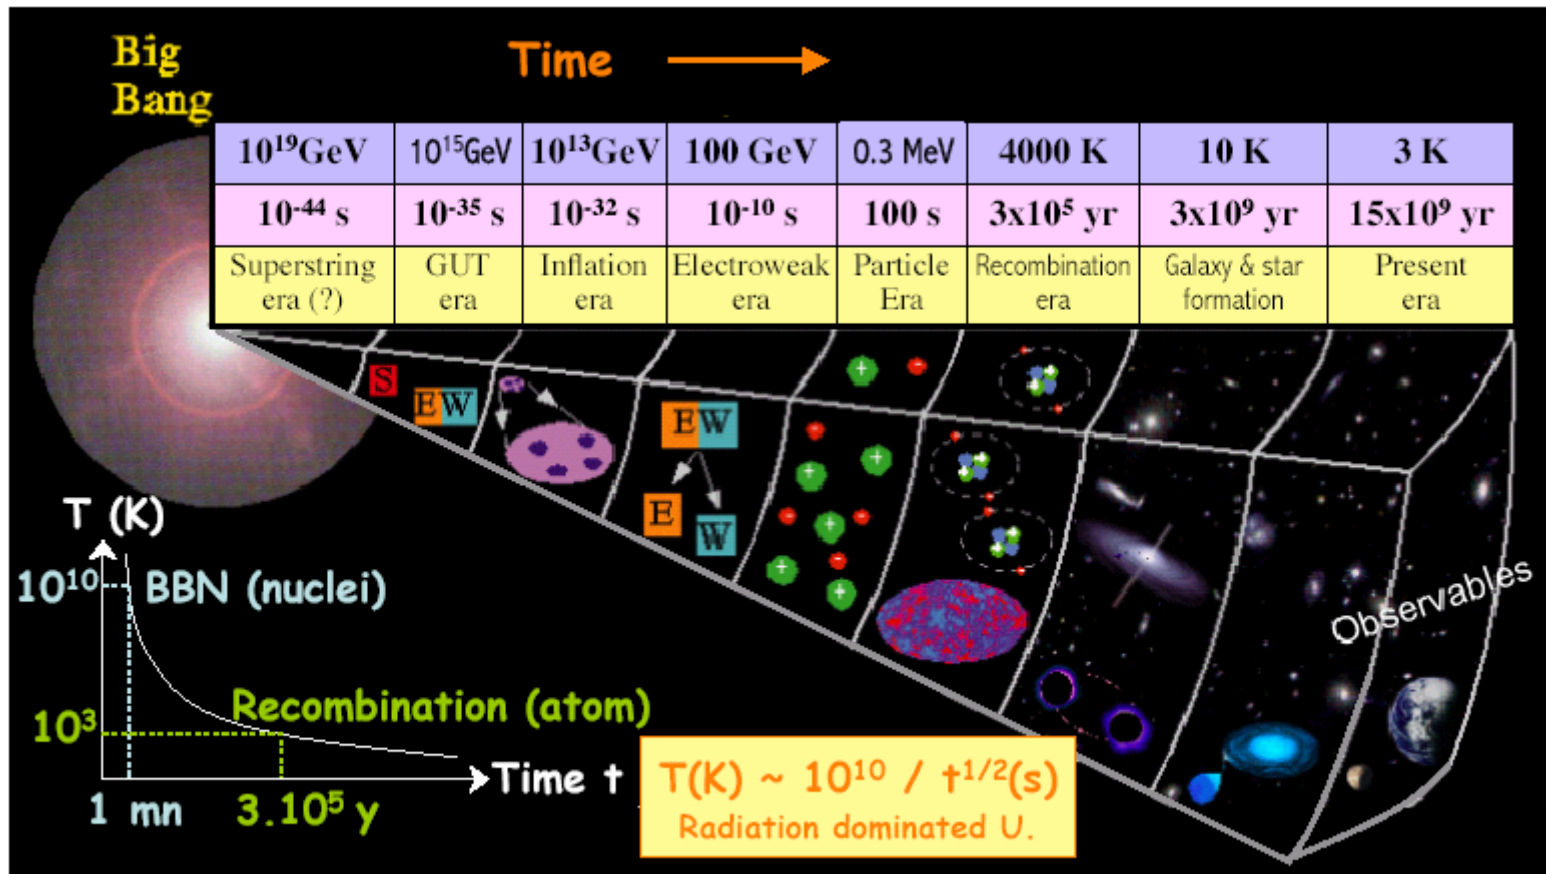 Big
Bang
Time
10¹⁹GeV 10¹⁵GeV 10¹³GeV 100 GeV 0.3 MeV 4000 K 10 K 3 K
10⁻⁴⁴ s 10⁻³⁵ s 10⁻³² s 10⁻¹⁰ s 100 s 3x10⁵ yr 3x10⁹ yr 15x10⁹ yr
Superstring era (?) GUT era Inflation era Electroweak era Particle Era Recombination era Galaxy & star formation Present era
+ -
S
E W
E W
E
W
T (K)
10¹⁰
BBN (nuclei)
Observables
Recombination (atom)
10³
Time t
1 mn
3.10⁵ y
T(K) ~ 10¹⁰ / t¹/²(s)
Radiation dominated U.